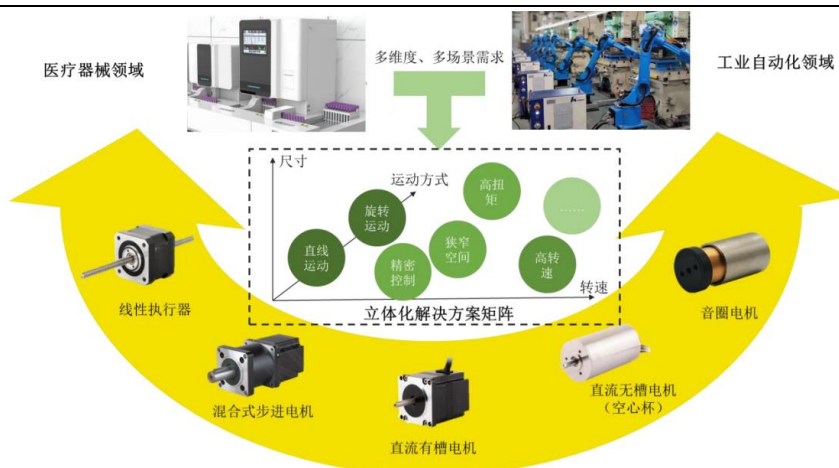 医疗器械领域
多维度、多场景需求
工业自动化领域
尺寸
运动方式
高扭
矩
……
旋转
运动
直线
运动
狭窄
空间
精密
控制
高转
速
转速
立体化解决方案矩阵
线性执行器
音圈电机
混合式步进电机
直流无槽电机
（空心杯）
直流有槽电机